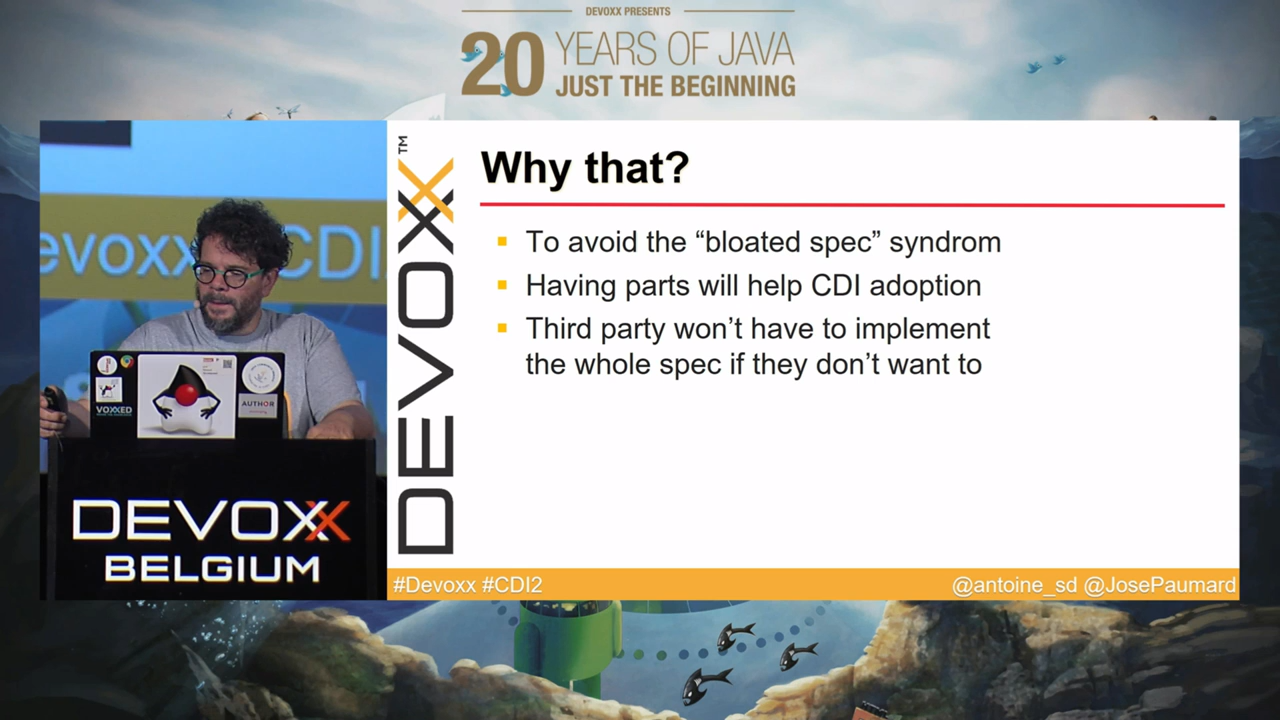 DEVOXX PRESENTS
20 YEARS OF JAVA
JUST THE BEGINNING
evoxx #CDI
VOXXED
AUTHOR
DEVOXX
BELGIUM
DEVOXX™
Why that?
To avoid the “bloated spec” syndrom
Having parts will help CDI adoption
Third party won’t have to implement
the whole spec if they don’t want to
#Devoxx #CDI2
@antoine_sd @JosePaumard